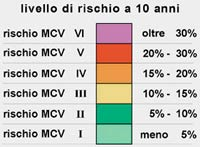 livello di rischio a 10 anni
rischio MCV VI oltre 30%
rischio MCV V 20% - 30%
rischio MCV IV 15% - 20%
rischio MCV III 10% - 15%
rischio MCV II 5% - 10%
rischio MCV I meno 5%